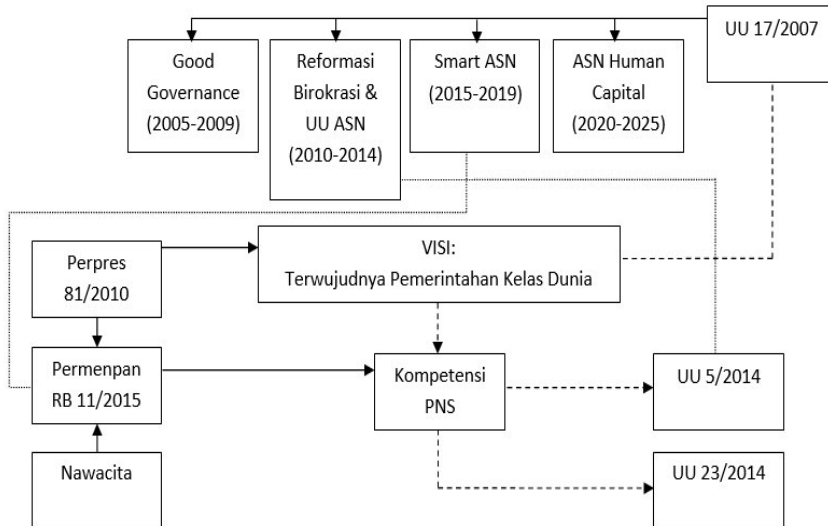 UU 17/2007
Good
Governance
(2005-2009)
Reformasi
Birokrasi &
UU ASN
(2010-2014)
Smart ASN
(2015-2019)
ASN Human
Capital
(2020-2025)
Perpres
81/2010
VISI:
Terwujudnya Pemerintahan Kelas Dunia
Permenpan
RB 11/2015
Kompetensi
PNS
UU 5/2014
Nawacita
UU 23/2014